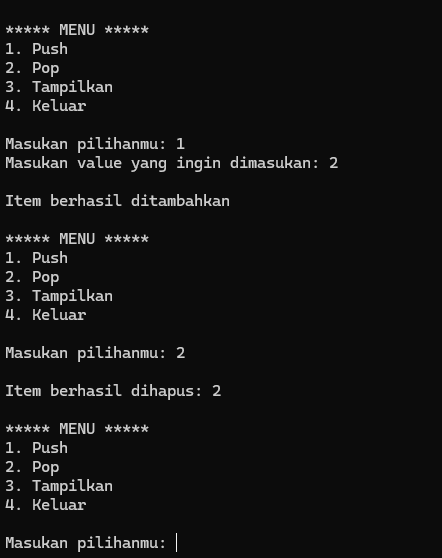 ***** MENU *****
1. Push
2. Pop
3. Tampilkan
4. Keluar
Masukan pilihanmu: 1
Masukan value yang ingin dimasukan: 2
Item berhasil ditambahkan
***** MENU *****
1. Push
2. Pop
3. Tampilkan
4. Keluar
Masukan pilihanmu: 2
Item berhasil dihapus: 2
***** MENU *****
1. Push
2. Pop
3. Tampilkan
4. Keluar
Masukan pilihanmu: